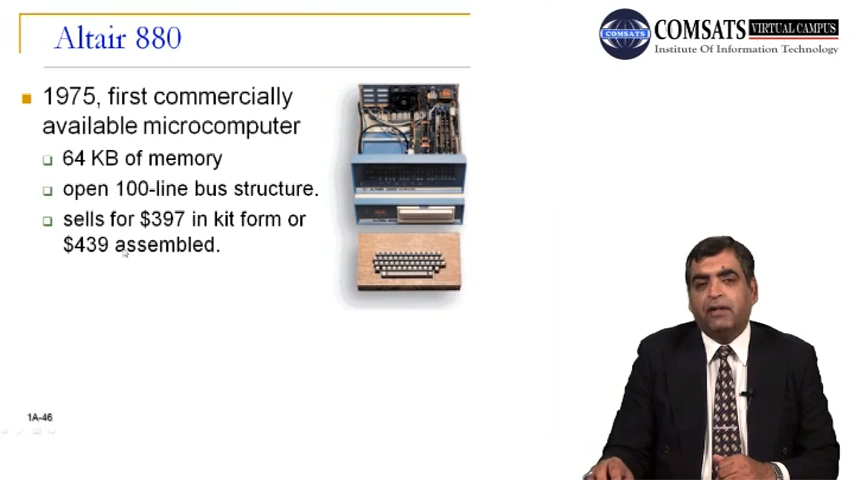 Altair 880
COMSATS VIRTUAL CAMPUS
COMSATS
Institute Of Information Technology
1975, first commercially
available microcomputer
64 KB of memory
open 100-line bus structure.
sells for $397 in kit form or
$439 assembled.
1A-46